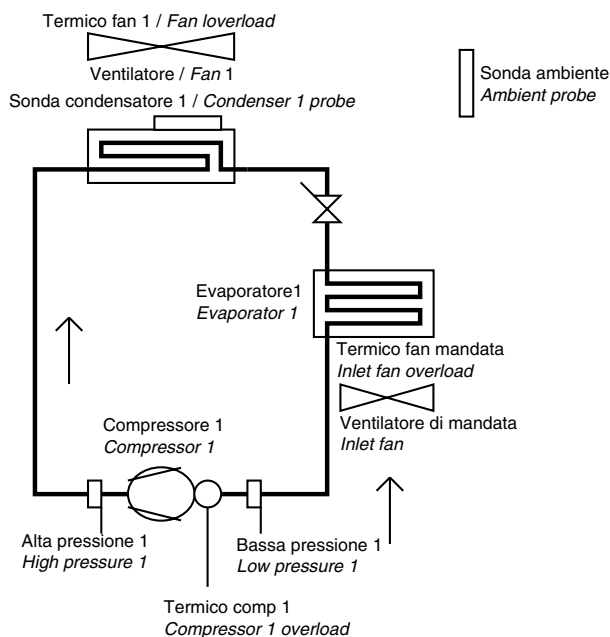 Termico fan 1 / Fan loverload
Ventilatore / Fan 1
Sonda condensatore 1 / Condenser 1 probe
Sonda ambiente
Ambient probe
Evaporatore1
Evaporator 1
Termico fan mandata
Inlet fan overload
Ventilatore di mandata
Inlet fan
Compressore 1
Compressor 1
Alta pressione 1
High pressure 1
Bassa pressione 1
Low pressure 1
Termico comp 1
Compressor 1 overload